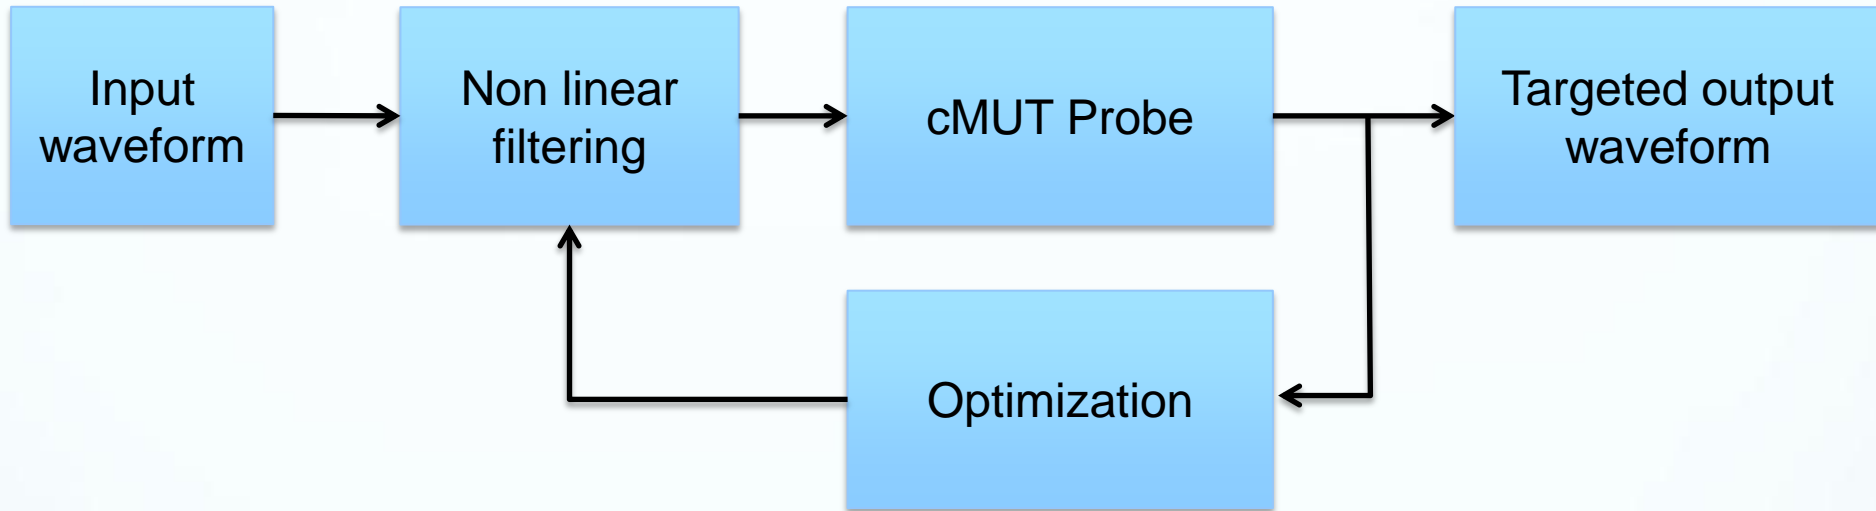 Input
waveform
Non linear
filtering
cMUT Probe
Targeted output
waveform
Optimization